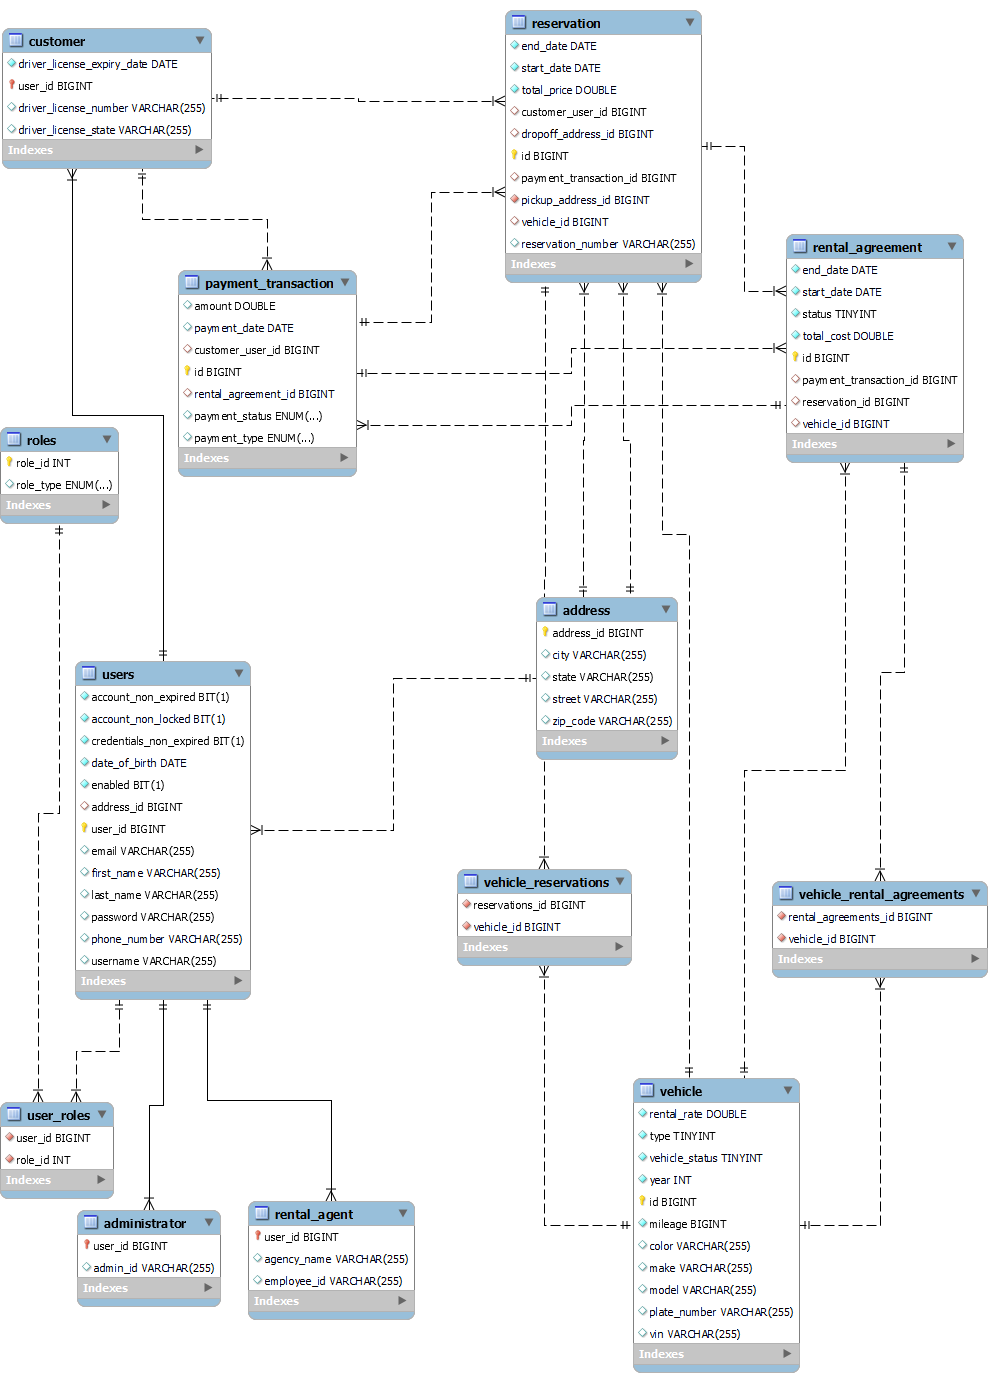 customer
driver_license_expiry_date DATE
user_id BIGINT
driver_license_number VARCHAR(255)
driver_license_state VARCHAR(255)
Indexes
reservation
end_date DATE
start_date DATE
total_price DOUBLE
customer_user_id BIGINT
dropoff_address_id BIGINT
id BIGINT
payment_transaction_id BIGINT
pickup_address_id BIGINT
vehicle_id BIGINT
reservation_number VARCHAR(255)
Indexes
rental_agreement
end_date DATE
start_date DATE
status TINYINT
total_cost DOUBLE
id BIGINT
payment_transaction_id BIGINT
reservation_id BIGINT
vehicle_id BIGINT
Indexes
payment_transaction
amount DOUBLE
payment_date DATE
customer_user_id BIGINT
id BIGINT
rental_agreement_id BIGINT
payment_status ENUM(...)
payment_type ENUM(...)
Indexes
roles
role_id INT
role_type ENUM(...)
Indexes
address
address_id BIGINT
city VARCHAR(255)
state VARCHAR(255)
street VARCHAR(255)
zip_code VARCHAR(255)
Indexes
users
account_non_expired BIT(1)
account_non_locked BIT(1)
credentials_non_expired BIT(1)
date_of_birth DATE
enabled BIT(1)
address_id BIGINT
user_id BIGINT
email VARCHAR(255)
first_name VARCHAR(255)
last_name VARCHAR(255)
password VARCHAR(255)
phone_number VARCHAR(255)
username VARCHAR(255)
Indexes
vehicle_reservations
reservations_id BIGINT
vehicle_id BIGINT
Indexes
vehicle_rental_agreements
rental_agreements_id BIGINT
vehicle_id BIGINT
Indexes
user_roles
user_id BIGINT
role_id INT
Indexes
administrator
user_id BIGINT
admin_id VARCHAR(255)
Indexes
rental_agent
user_id BIGINT
agency_name VARCHAR(255)
employee_id VARCHAR(255)
Indexes
vehicle
rental_rate DOUBLE
type TINYINT
vehicle_status TINYINT
year INT
id BIGINT
mileage BIGINT
color VARCHAR(255)
make VARCHAR(255)
model VARCHAR(255)
plate_number VARCHAR(255)
vin VARCHAR(255)
Indexes